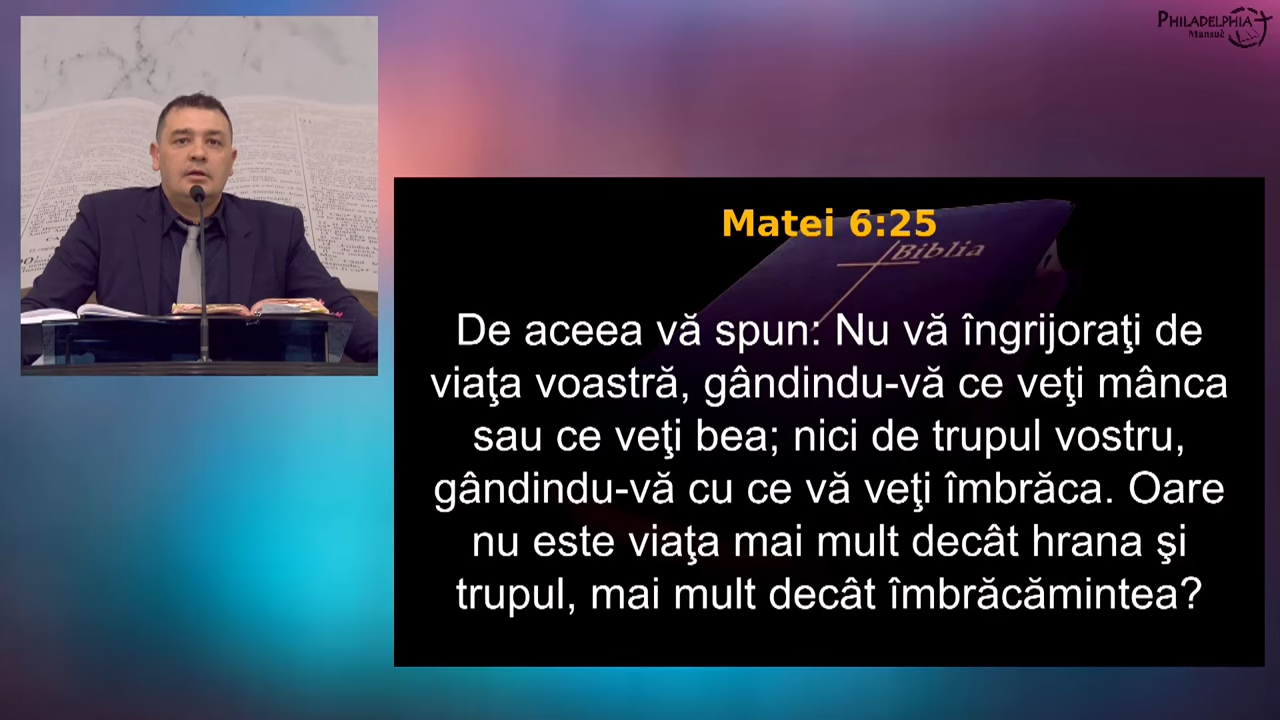 PHILADELPHIA
Mansuè
Matei 6:25
Biblia
De aceea vă spun: Nu vă îngrijoraţi de
viaţa voastră, gândindu-vă ce veţi mânca
sau ce veţi bea; nici de trupul vostru,
gândindu-vă cu ce vă veţi îmbrăca. Oare
nu este viaţa mai mult decât hrana şi
trupul, mai mult decât îmbrăcămintea?